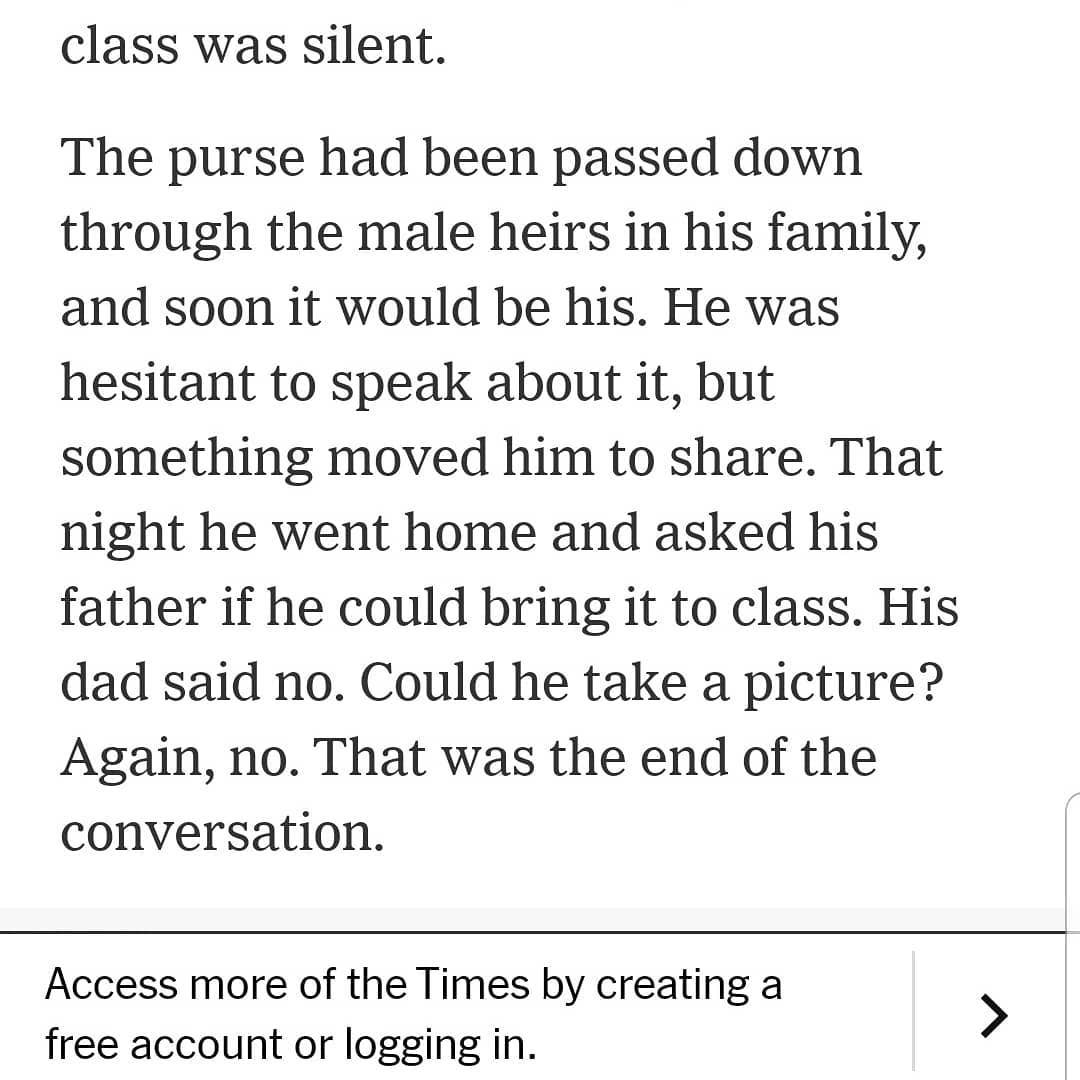 class was silent.
The purse had been passed down
through the male heirs in his family,
and soon it would be his. He was
hesitant to speak about it, but
something moved him to share. That
night he went home and asked his
father if he could bring it to class. His
dad said no. Could he take a picture?
Again, no. That was the end of the
conversation.
Access more of the Times by creating a
free account or logging in.